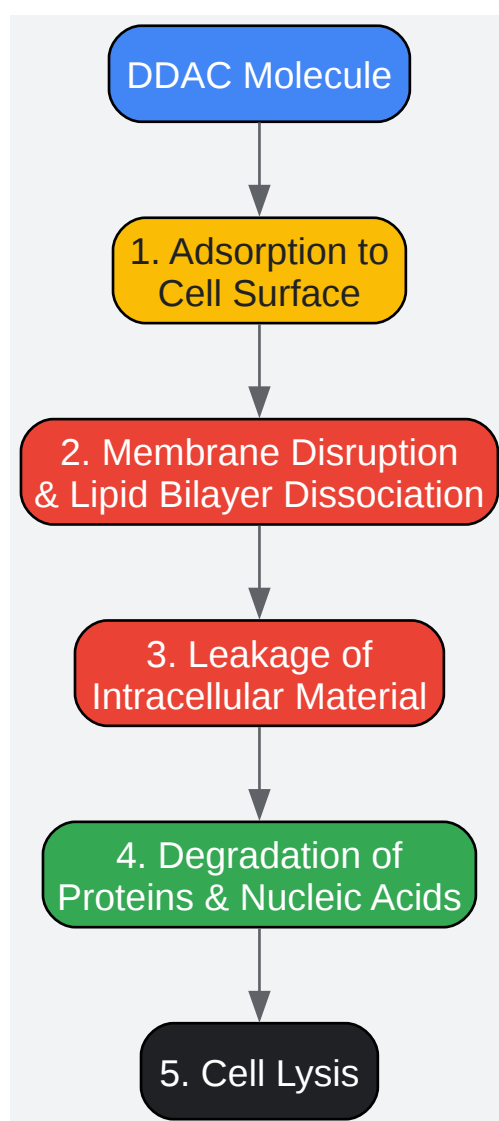 DDAC Molecule
1. Adsorption to
Cell Surface
2. Membrane Disruption
& Lipid Bilayer Dissociation
3. Leakage of
Intracellular Material
4. Degradation of
Proteins & Nucleic Acids
5. Cell Lysis